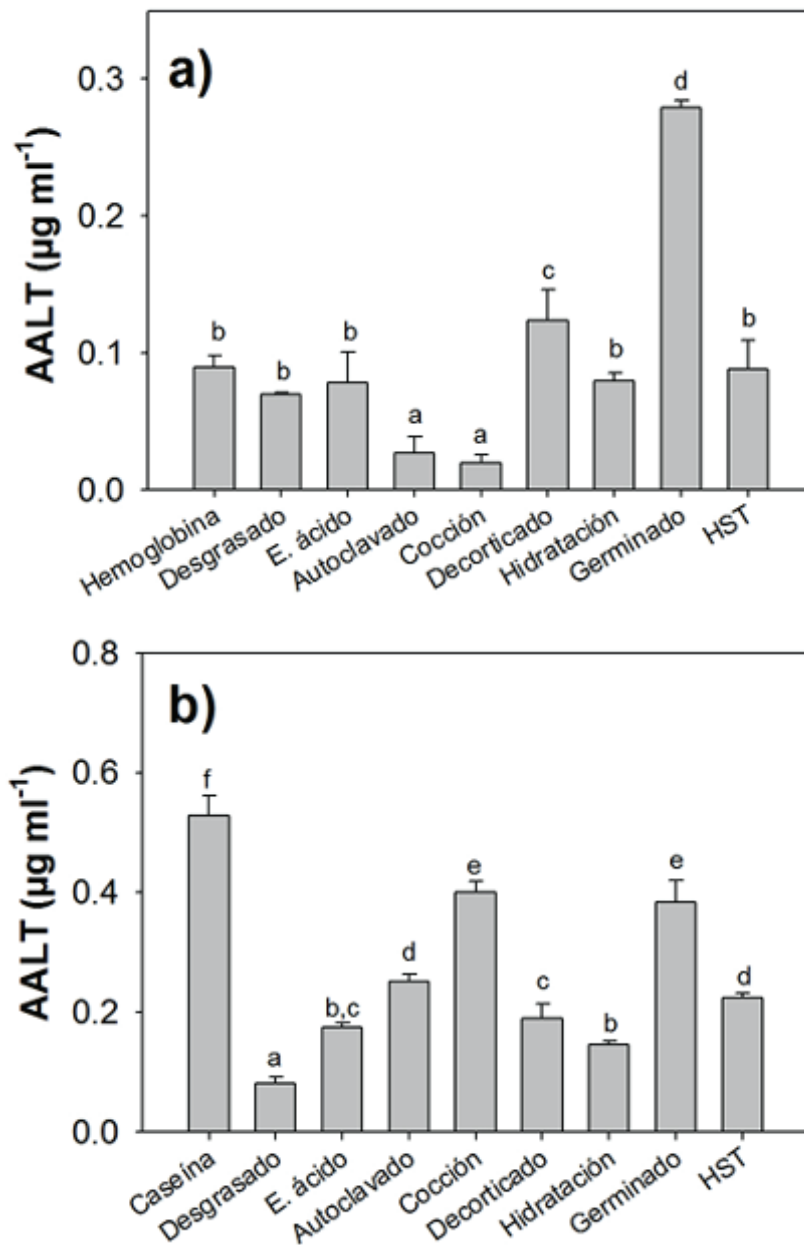 a)
AALT (µg ml⁻¹)
0.3
0.2
0.1
0.0
b
b
b
a
a
c
b
d
b
Hemoglobina
Desgrasado
E. ácido
Autoclavado
Cocción
Decorticado
Hidratación
Germinado
HST
b)
AALT (µg ml⁻¹)
0.8
0.6
0.4
0.2
0.0
f
a
b,c
d
e
c
b
e
d
Caseína
Desgrasado
E. ácido
Autoclavado
Cocción
Decorticado
Hidratación
Germinado
HST